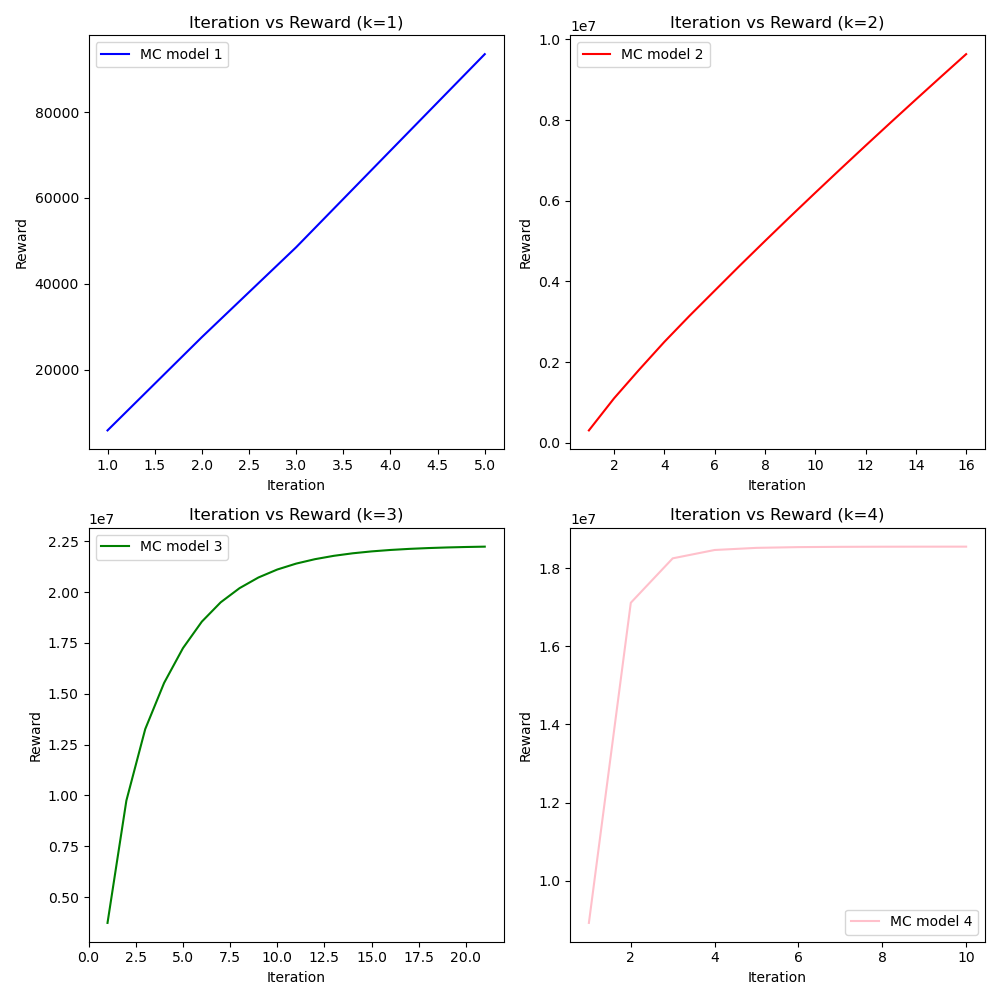 Iteration vs Reward (k=1)
MC model 1
80000
60000
40000
20000
Reward
1.0 1.5 2.0 2.5 3.0 3.5 4.0 4.5 5.0
Iteration
Iteration vs Reward (k=2)
1e7
MC model 2
1.0
0.8
0.6
0.4
0.2
0.0
Reward
2 4 6 8 10 12 14 16
Iteration
Iteration vs Reward (k=3)
1e7
MC model 3
2.25
2.00
1.75
1.50
1.25
1.00
0.75
0.50
Reward
0.0 2.5 5.0 7.5 10.0 12.5 15.0 17.5 20.0
Iteration
Iteration vs Reward (k=4)
1e7
1.8
1.6
1.4
1.2
1.0
Reward
MC model 4
2 4 6 8 10
Iteration